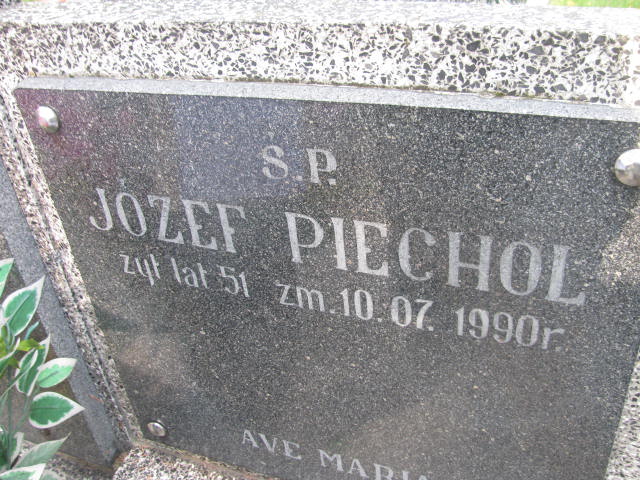 Ś.P.
JÓZEF PIECHOL
żył lat 51 zm. 10.07. 1990r.
AVE MARIA